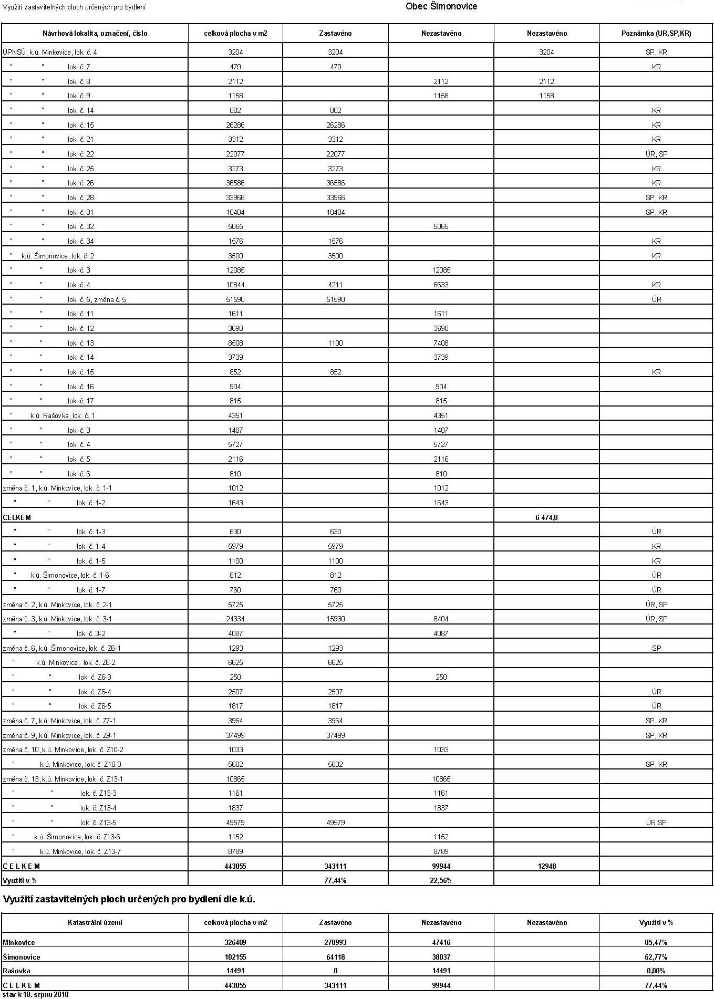 Využití zastavitelných ploch určených pro bydlení Obec Šimonovice
Návrhová lokalita, označení, číslo celková plocha v m2 Zastavěno Nezastavěno Nezastavěno Poznámka (UR,SP,KR)
ÚPNSÚ, k.ú. Minkovice, lok. č. 4 3204 3204 3204 SP, KR
" " lok. č. 7 470 470 KR
" " lok. č. 8 2112 2112 2112
" " lok. č. 9 1158 1158 1158
" " lok. č. 14 882 882 KR
" " lok. č. 15 26286 26286 KR
" " lok. č. 21 3312 3312 KR
" " lok. č. 22 22077 22077 ÚR, SP
" " lok. č. 25 3273 3273 KR
" " lok. č. 26 36586 36586 KR
" " lok. č. 28 33966 33966 SP, KR
" " lok. č. 31 10404 10404 SP, KR
" " lok. č. 32 5065 5065
" " lok. č. 34 1576 1576 KR
" k.ú. Šimonovice, lok. č. 2 3500 3500 KR
" " lok. č. 3 12085 12085
" " lok. č. 4 10844 4211 6633 KR
" " lok. č. 5, změna č. 5 51590 51590 ÚR
" " lok. č. 11 1611 1611
" " lok. č. 12 3690 3690
" " lok. č. 13 8508 1100 7408
" " lok. č. 14 3739 3739
" " lok. č. 15 852 852 KR
" " lok. č. 16 904 904
" " lok. č. 17 815 815
" k.ú. Rašovka, lok. č. 1 4351 4351
" " lok. č. 3 1487 1487
" " lok. č. 4 5727 5727
" " lok. č. 5 2116 2116
" " lok. č. 6 810 810
změna č. 1, k.ú. Minkovice, lok. č. 1-1 1012 1012
" " lok. č. 1-2 1643 1643
CELKEM 6 474,0
" " lok. č. 1-3 630 630 ÚR
" " lok. č. 1-4 5979 5979 KR
" " lok. č. 1-5 1100 1100 KR
" k.ú. Šimonovice, lok. č. 1-6 812 812 ÚR
" " lok. č. 1-7 760 760 ÚR
změna č. 2, k.ú. Minkovice, lok. č. 2-1 5725 5725 ÚR, SP
změna č. 3, k.ú. Minkovice, lok. č. 3-1 24334 15930 8404 ÚR, SP
" " lok. č. 3-2 4087 4087
změna č. 6, k.ú. Šimonovice, lok. č. Z6-1 1293 1293 SP
" k.ú. Minkovice, lok. č. Z6-2 6625 6625
" " lok. č. Z6-3 250 250
" " lok. č. Z6-4 2507 2507 ÚR
" " lok. č. Z6-5 1817 1817 ÚR
změna č. 7, k.ú. Minkovice, lok. č. Z7-1 3964 3964 SP, KR
změna č. 9, k.ú. Minkovice, lok. č. Z9-1 37499 37499 SP, KR
změna č. 10, k.ú. Minkovice, lok. č. Z10-2 1033 1033
" k.ú. Minkovice, lok. č. Z10-3 5602 5602 SP, KR
změna č. 13, k.ú. Minkovice, lok. č. Z13-1 10865 10865
" " lok. č. Z13-3 1161 1161
" " lok. č. Z13-4 1837 1837
" " lok. č. Z13-5 49579 49579 ÚR,SP
" k.ú. Šimonovice, lok. č. Z13-6 1152 1152
" k.ú. Minkovice, lok. č. Z13-7 8789 8789
C E L K E M 443055 343111 99944 12948
Využití v % 77,44% 22,56%
Využití zastavitelných ploch určených pro bydlení dle k.ú.
Katastrální území celková plocha v m2 Zastavěno Nezastavěno Nezastavěno Využití v %
Minkovice 326409 278993 47416 85,47%
Šimonovice 102155 64118 38037 62,77%
Rašovka 14491 0 14491 0,00%
C E L K E M 443055 343111 99944 77,44%
stav k 18. srpnu 2010